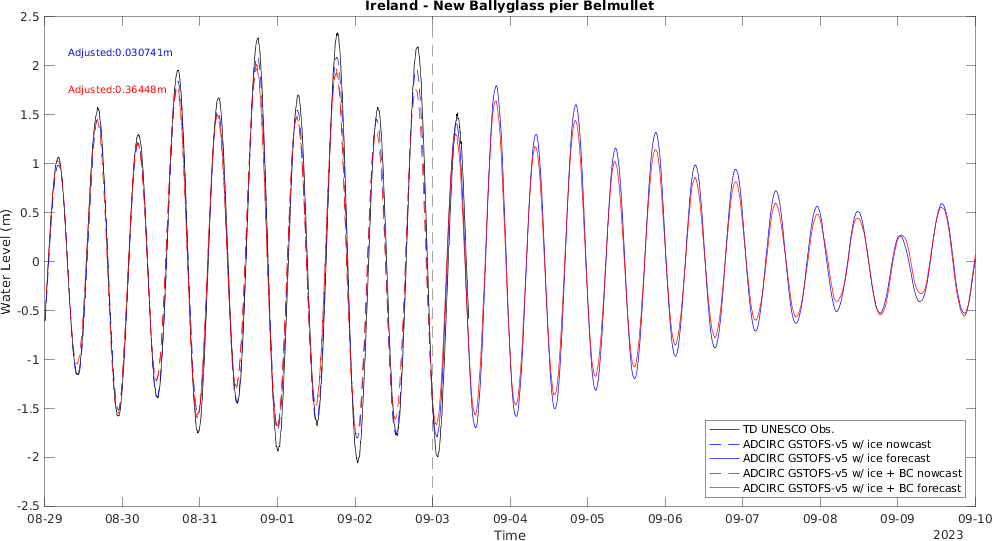 Ireland - New Ballyglass pier Belmullet
Adjusted:0.030741m
Adjusted:0.36448m
Water Level (m)
2.5
2
1.5
1
0.5
0
-0.5
-1
-1.5
-2
-2.5
TD UNESCO Obs.
ADCIRC GSTOFS-v5 w/ ice nowcast
ADCIRC GSTOFS-v5 w/ ice forecast
ADCIRC GSTOFS-v5 w/ ice + BC nowcast
ADCIRC GSTOFS-v5 w/ ice + BC forecast
08-29 08-30 08-31 09-01 09-02 09-03 09-04 09-05 09-06 09-07 09-08 09-09 09-10
Time
2023